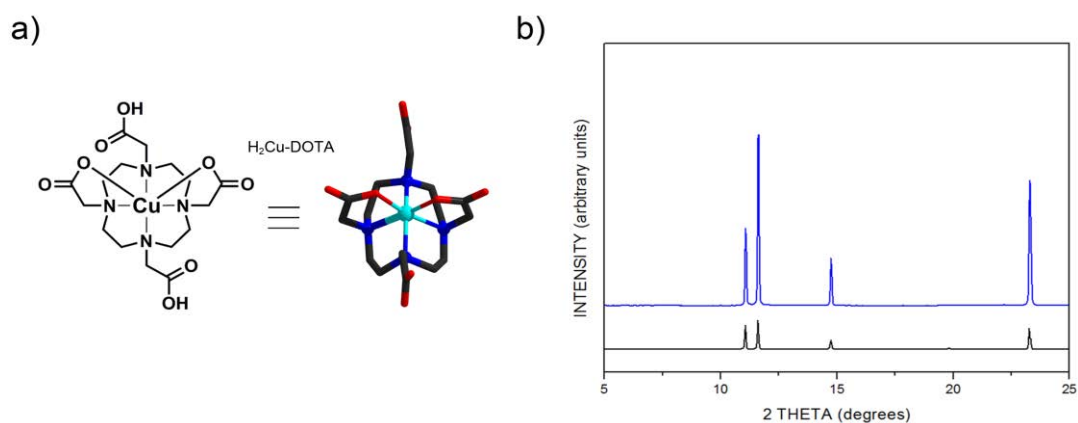 a)
OH
O
O
O
O
N
N
Cu
N
N
O
O
OH
H₂Cu-DOTA
b)
INTENSITY (arbitrary units)
5
10
15
20
25
2 THETA (degrees)